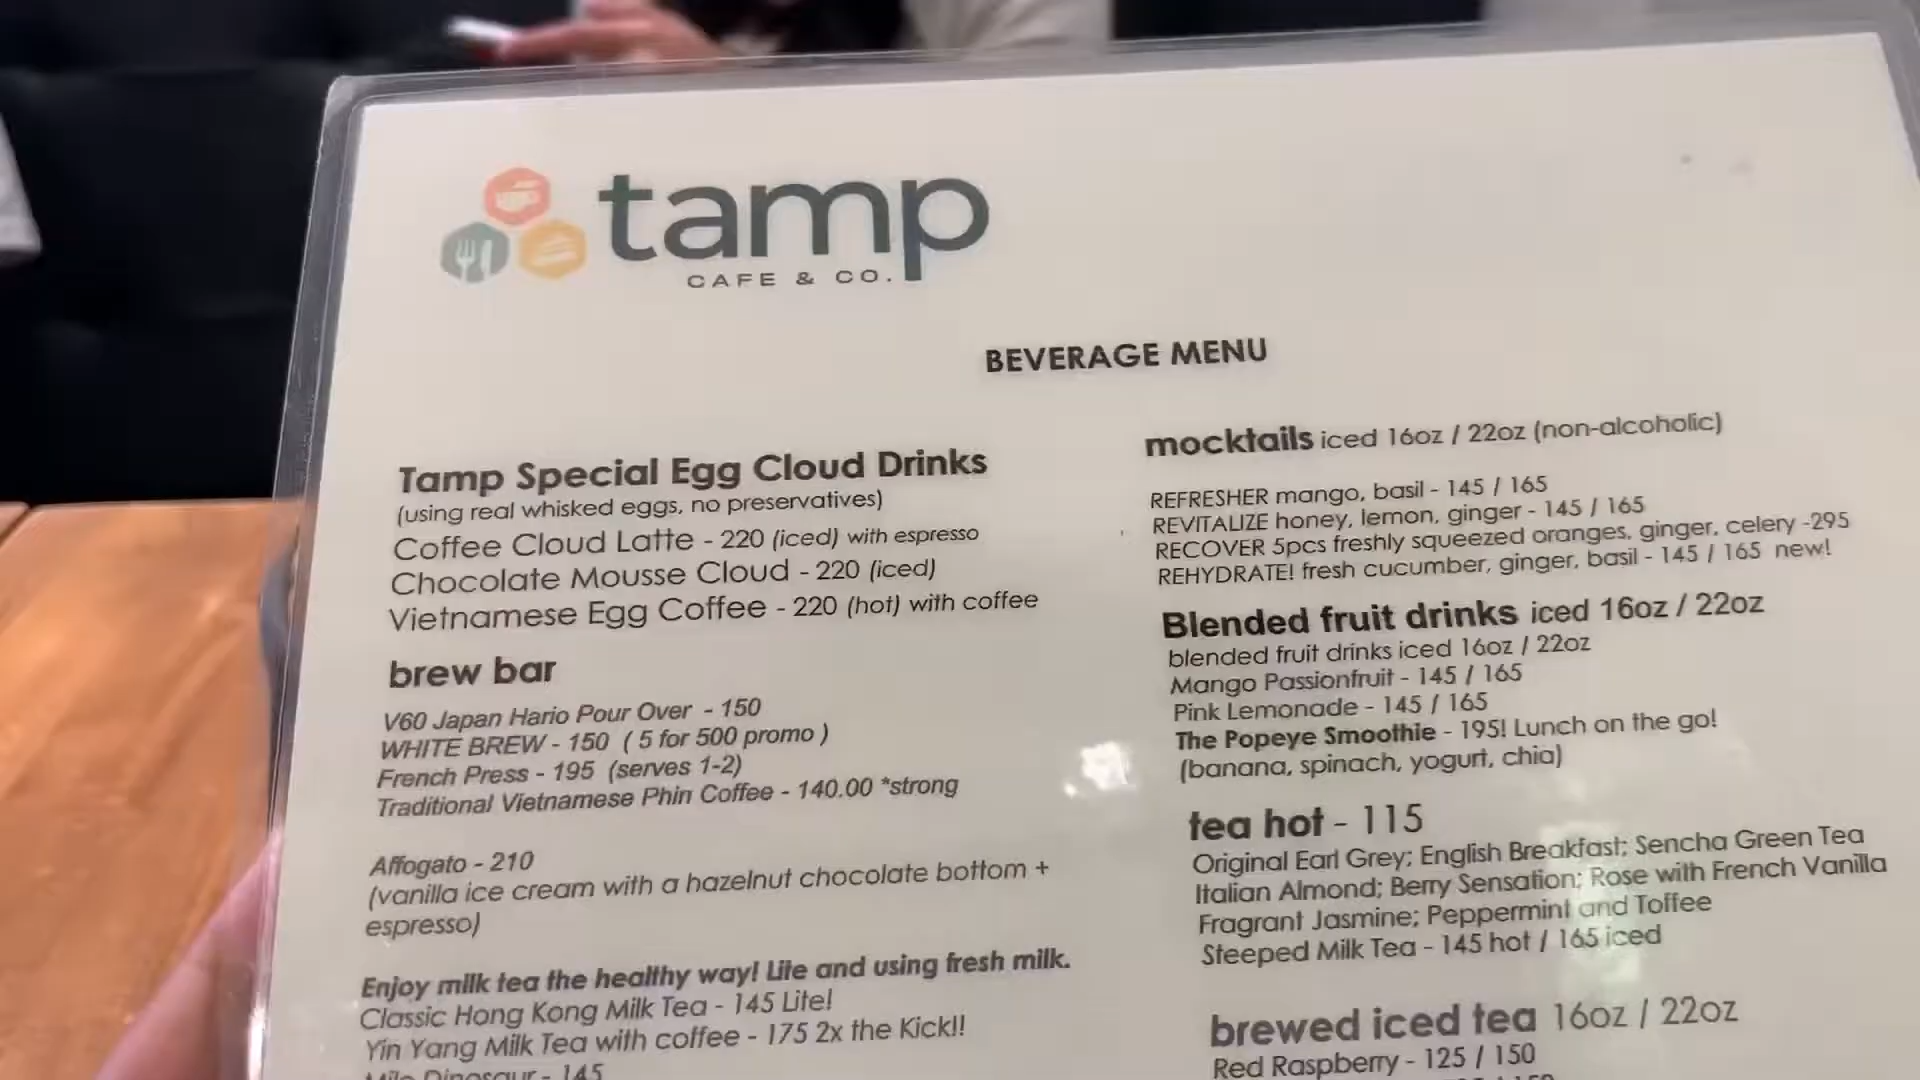 tamp
CAFE & CO.
BEVERAGE MENU
Tamp Special Egg Cloud Drinks
(using real whisked eggs, no preservatives)
Coffee Cloud Latte - 220 (iced) with espresso
Chocolate Mousse Cloud - 220 (iced)
Vietnamese Egg Coffee - 220 (hot) with coffee
brew bar
V60 Japan Hario Pour Over - 150
WHITE BREW - 150 ( 5 for 500 promo )
French Press - 195 (serves 1-2)
Traditional Vietnamese Phin Coffee - 140.00 *strong
Affogato - 210
(vanilla ice cream with a hazelnut chocolate bottom +
espresso)
Enjoy milk tea the healthy way! Lite and using fresh milk.
Classic Hong Kong Milk Tea - 145 Lite!
Yin Yang Milk Tea with coffee - 175 2x the Kick!!
Milo Dinosaur - 145
mocktails iced 16oz / 22oz (non-alcoholic)
REFRESHER mango, basil - 145 / 165
REVITALIZE honey, lemon, ginger - 145 / 165
RECOVER 5pcs freshly squeezed oranges, ginger, celery -295
REHYDRATE! fresh cucumber, ginger, basil - 145 / 165 new!
Blended fruit drinks iced 16oz / 22oz
blended fruit drinks iced 16oz / 22oz
Mango Passionfruit - 145 / 165
Pink Lemonade - 145 / 165
The Popeye Smoothie - 195! Lunch on the go!
(banana, spinach, yogurt, chia)
tea hot - 115
Original Earl Grey; English Breakfast; Sencha Green Tea
Italian Almond; Berry Sensation; Rose with French Vanilla
Fragrant Jasmine; Peppermint and Toffee
Steeped Milk Tea - 145 hot / 165 iced
brewed iced tea 16oz / 22oz
Red Raspberry - 125 / 150